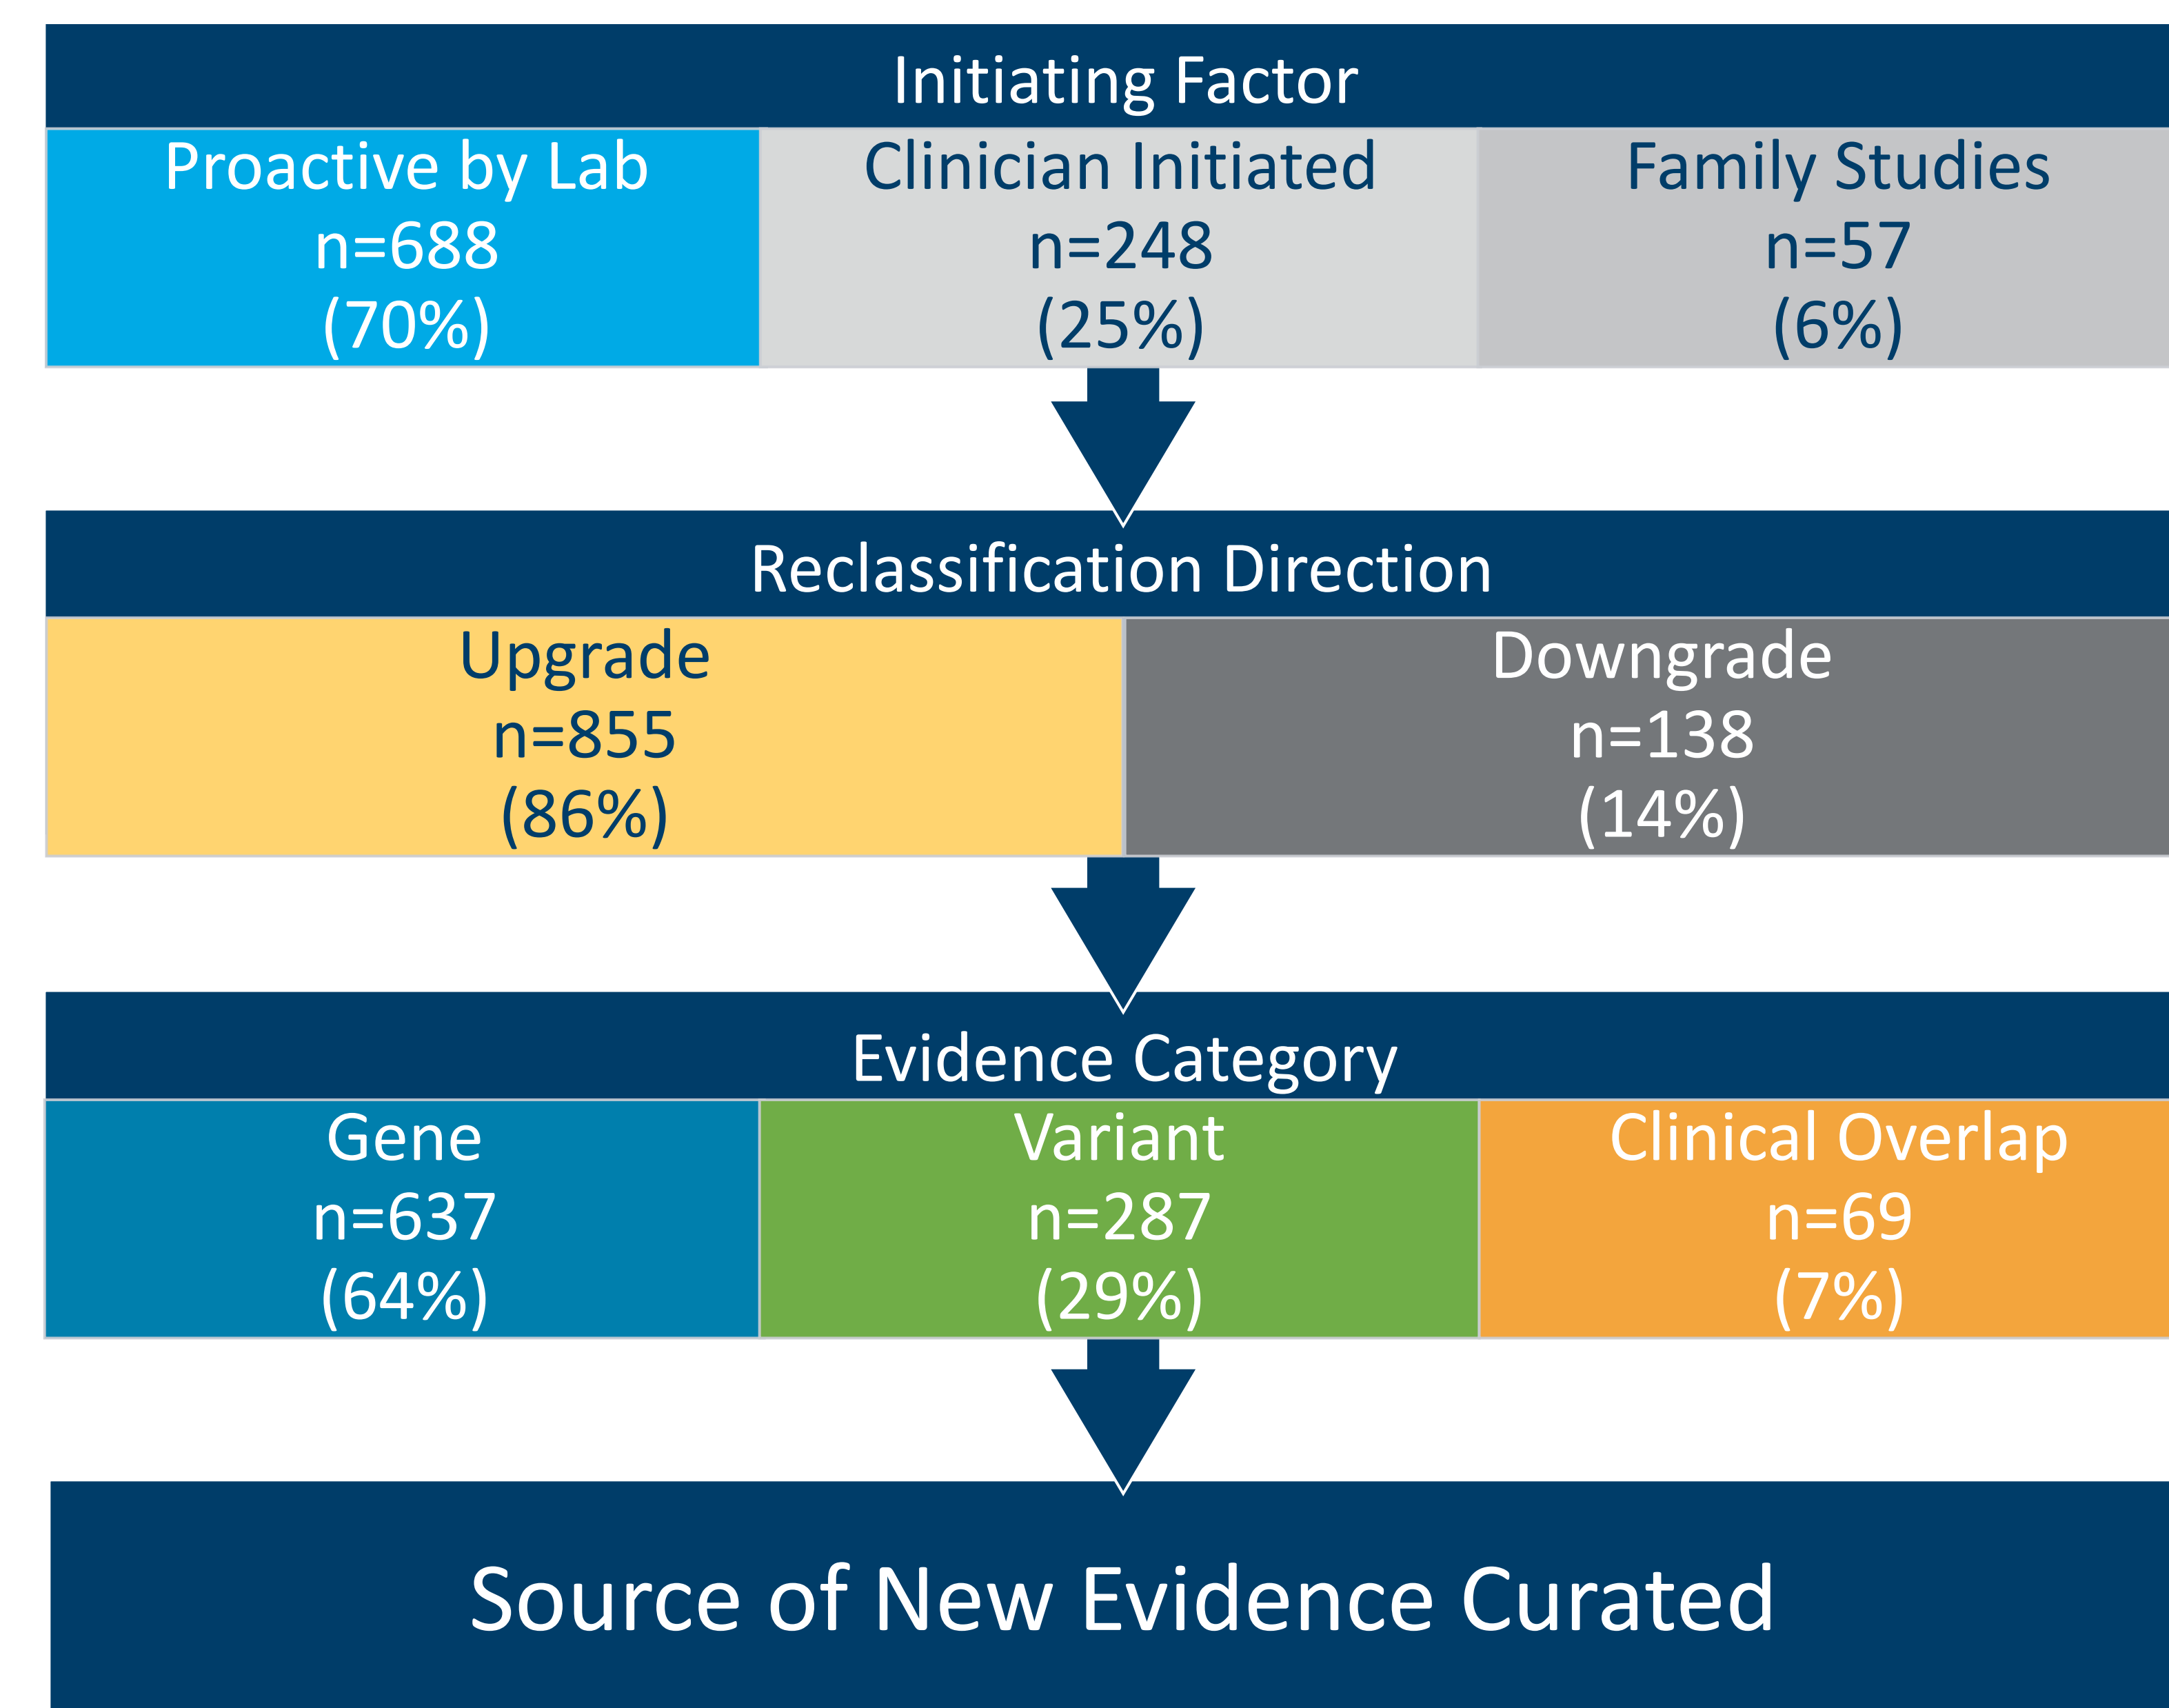 Initiating Factor
Proactive by Lab
n=688
(70%)
Clinician Initiated
n=248
(25%)
Family Studies
n=57
(6%)
Reclassification Direction
Upgrade
n=855
(86%)
Downgrade
n=138
(14%)
Evidence Category
Gene
n=637
(64%)
Variant
n=287
(29%)
Clinical Overlap
n=69
(7%)
Source of New Evidence Curated